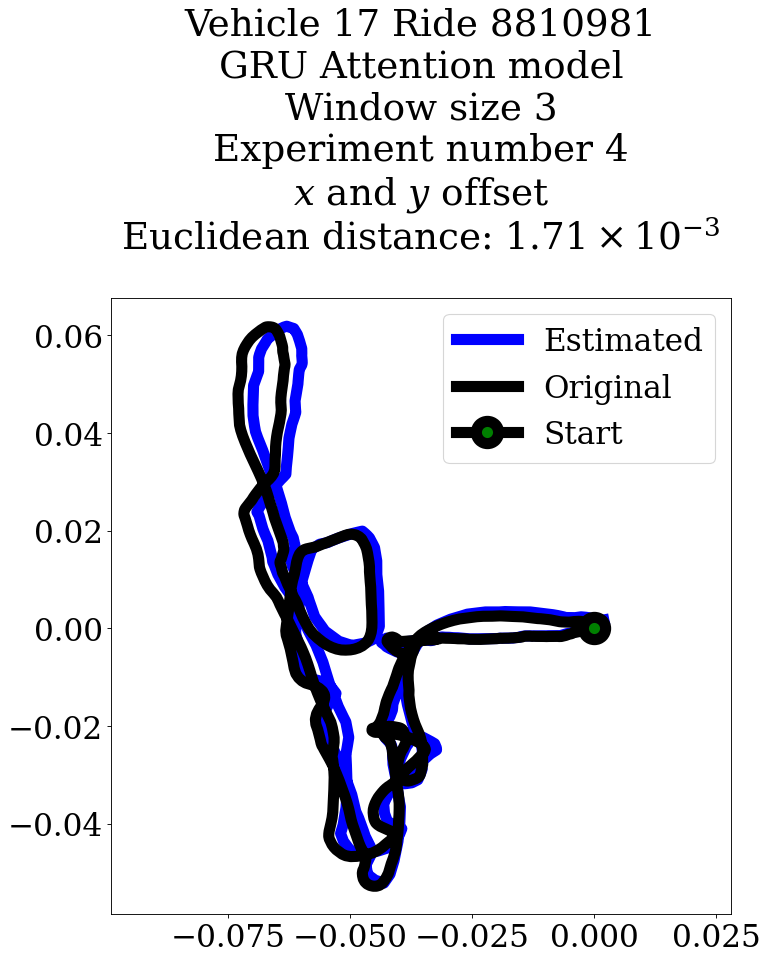 Vehicle 17 Ride 8810981
GRU Attention model
Window size 3
Experiment number 4
x and y offset
Euclidean distance: 1.71 × 10⁻³
Estimated
Original
Start
0.06
0.04
0.02
0.00
−0.02
−0.04
−0.075 −0.050 −0.025 0.000 0.025